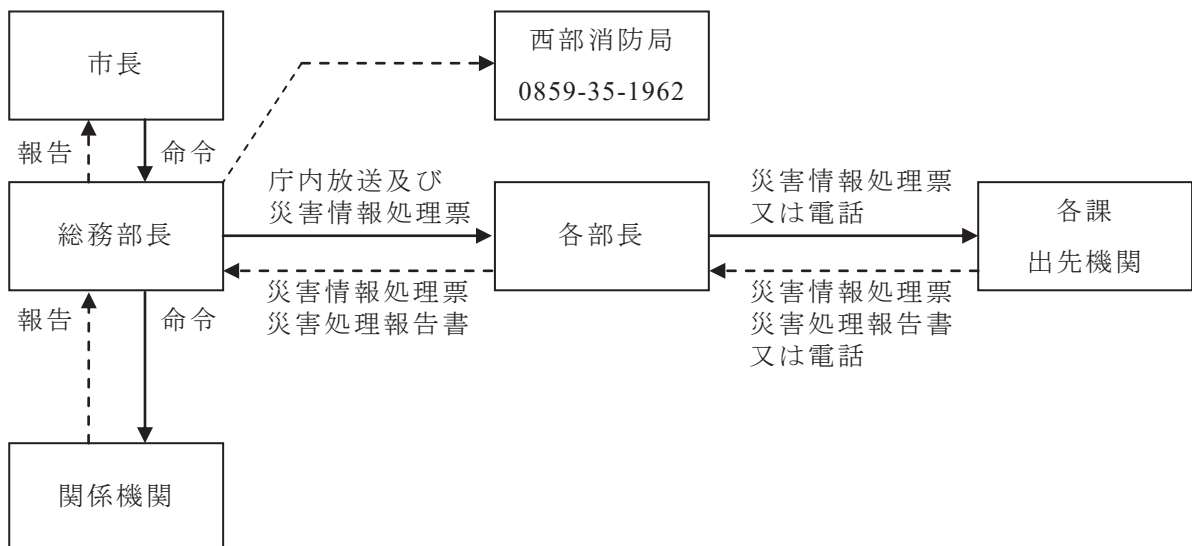 市長
西部消防局
0859-35-1962
報告
命令
庁内放送及び
災害情報処理票
災害情報処理票
又は電話
総務部長
各部長
各課
出先機関
災害情報処理票
災害処理報告書
災害情報処理票
災害処理報告書
又は電話
報告
命令
関係機関